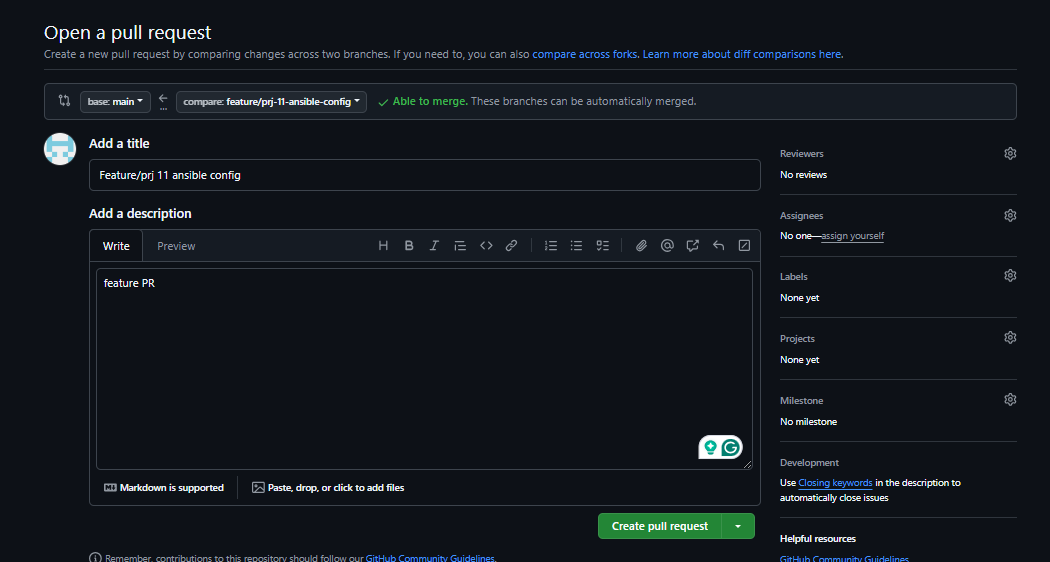 Open a pull request
Create a new pull request by comparing changes across two branches. If you need to, you can also compare across forks. Learn more about diff comparisons here.
base: main
compare: feature/prj-11-ansible-config
Able to merge. These branches can be automatically merged.
Add a title
Feature/prj 11 ansible config
Add a description
Write
Preview
feature PR
Markdown is supported
Paste, drop, or click to add files
Create pull request
Remember, contributions to this repository should follow our GitHub Community Guidelines.
Reviewers
No reviews
Assignees
No one—assign yourself
Labels
None yet
Projects
None yet
Milestone
No milestone
Development
Use Closing keywords in the description to
automatically close issues
Helpful resources
GitHub Community Guidelines